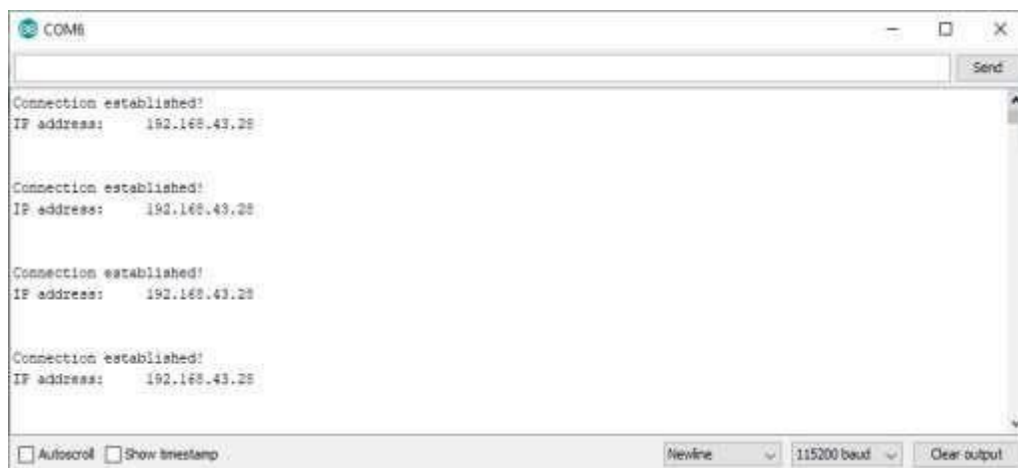 COM6
Send
Connection established!
IP address: 192.168.43.28
Connection established!
IP address: 192.168.43.28
Connection established!
IP address: 192.168.43.28
Connection established!
IP address: 192.168.43.28
Autoscroll Show timestamp Newline 115200 baud Clear output